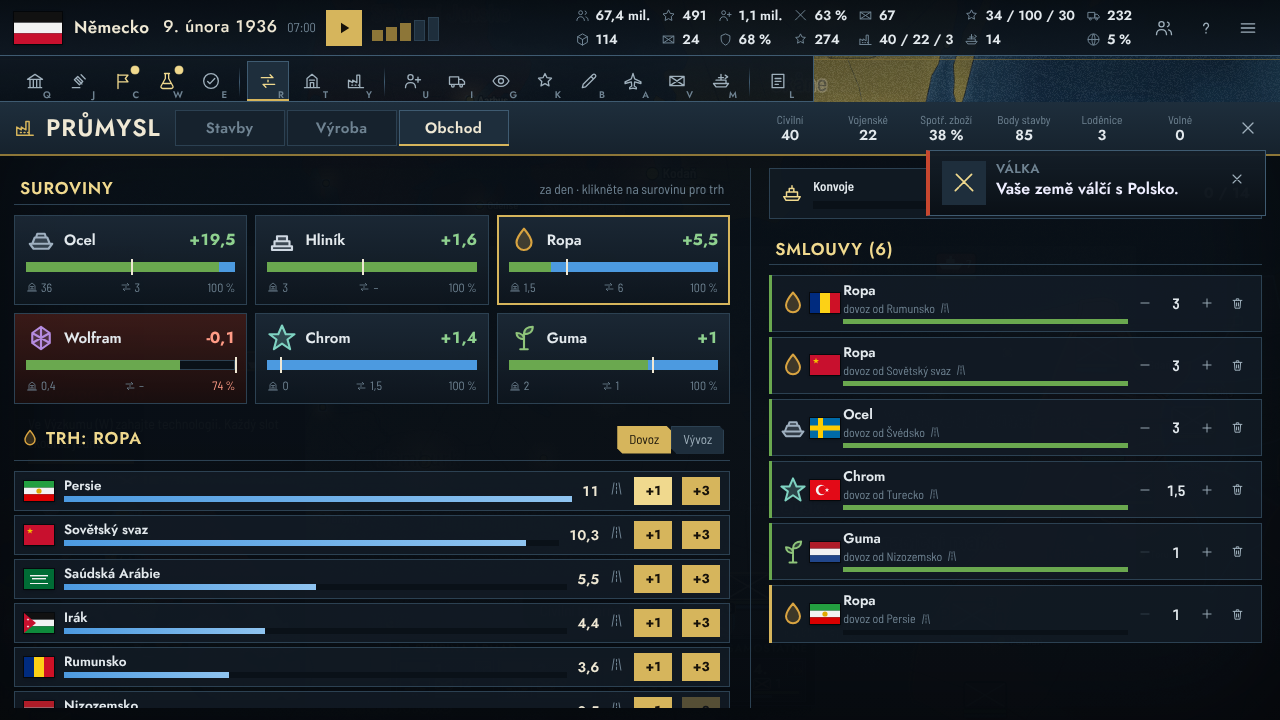 Německo 9. února 1936 07:00
67,4 mil. 491 1,1 mil. 63 % 67 34 / 100 / 30 232
114 24 68 % 274 40 / 22 / 3 14 5 %
Q J C W E R T Y U I G K B A V M L
PRŮMYSL
Stavby
Výroba
Obchod
Civilní
40
Vojenské
22
Spotř. zboží
38 %
Body stavby
85
Loděnice
3
Volné
0
VÁLKA
Vaše země válčí s Polsko.
SUROVINY
za den · klikněte na surovinu pro trh
Ocel +19,5
36 3 100 %
Hliník +1,6
3 – 100 %
Ropa +5,5
1,5 6 100 %
Wolfram -0,1
0,4 – 74 %
Chrom +1,4
0 1,5 100 %
Guma +1
2 1 100 %
TRH: ROPA
Dovoz
Vývoz
Persie 11 +1 +3
Sovětský svaz 10,3 +1 +3
Saúdská Arábie 5,5 +1 +3
Irák 4,4 +1 +3
Rumunsko 3,6 +1 +3
Nizozemsko
Konvoje
SMLOUVY (6)
Ropa
dovoz od Rumunsko
− 3 +
Ropa
dovoz od Sovětský svaz
− 3 +
Ocel
dovoz od Švédsko
− 3 +
Chrom
dovoz od Turecko
− 1,5 +
Guma
dovoz od Nizozemsko
− 1 +
Ropa
dovoz od Persie
− 1 +